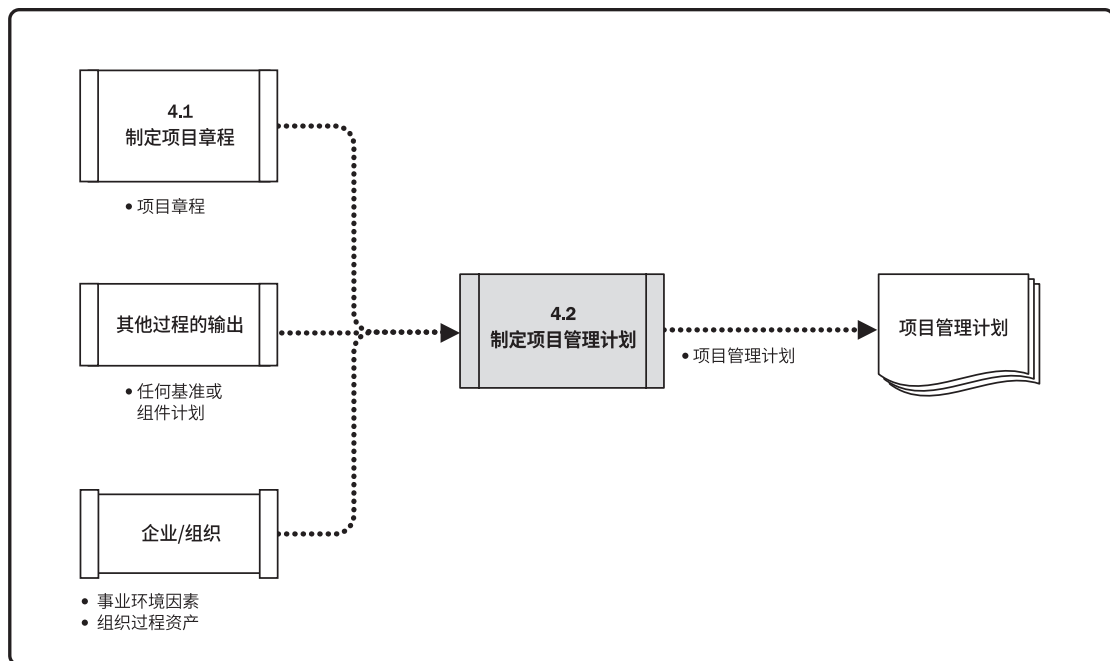 4.1
制定项目章程
• 项目章程
其他过程的输出
• 任何基准或
组件计划
企业/组织
• 事业环境因素
• 组织过程资产
4.2
制定项目管理计划
• 项目管理计划
项目管理计划